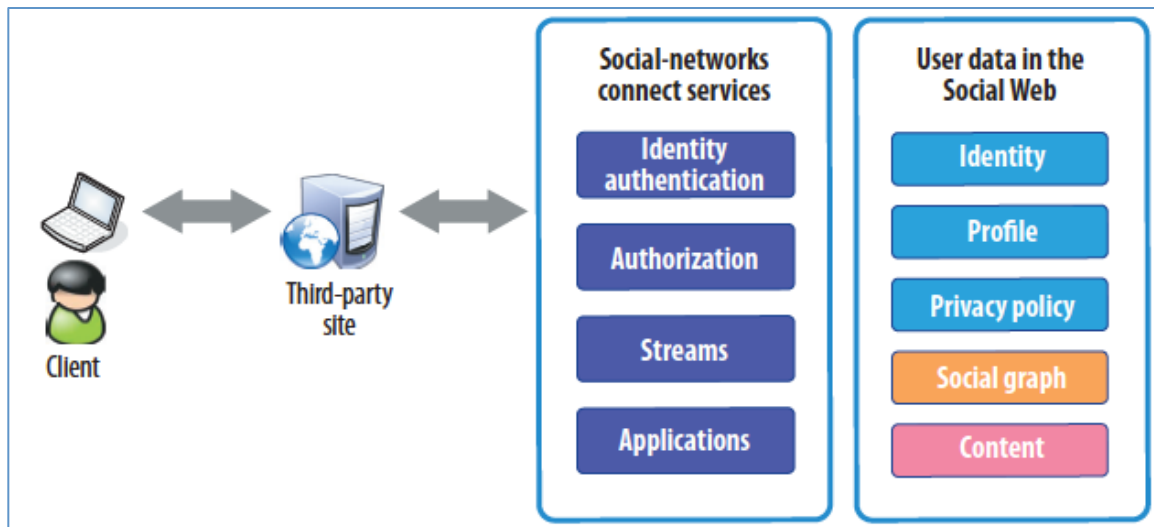 Client
Third-party
site
Social-networks
connect services
Identity
authentication
Authorization
Streams
Applications
User data in the
Social Web
Identity
Profile
Privacy policy
Social graph
Content